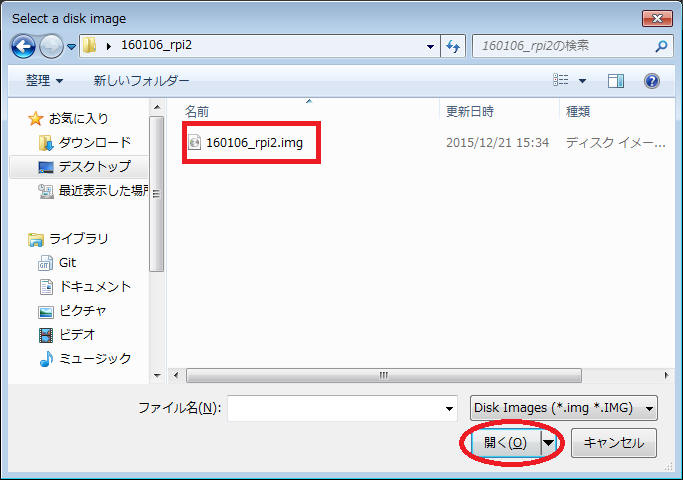 Select a disk image
160106_rpi2
160106_rpi2の検索
整理 新しいフォルダー
お気に入り
ダウンロード
デスクトップ
最近表示した場所
ライブラリ
Git
ドキュメント
ピクチャ
ビデオ
ミュージック
名前 更新日時 種類
160106_rpi2.img 2015/12/21 15:34 ディスク イメー...
ファイル名(N):
Disk Images (*.img *.IMG)
開く(O) キャンセル